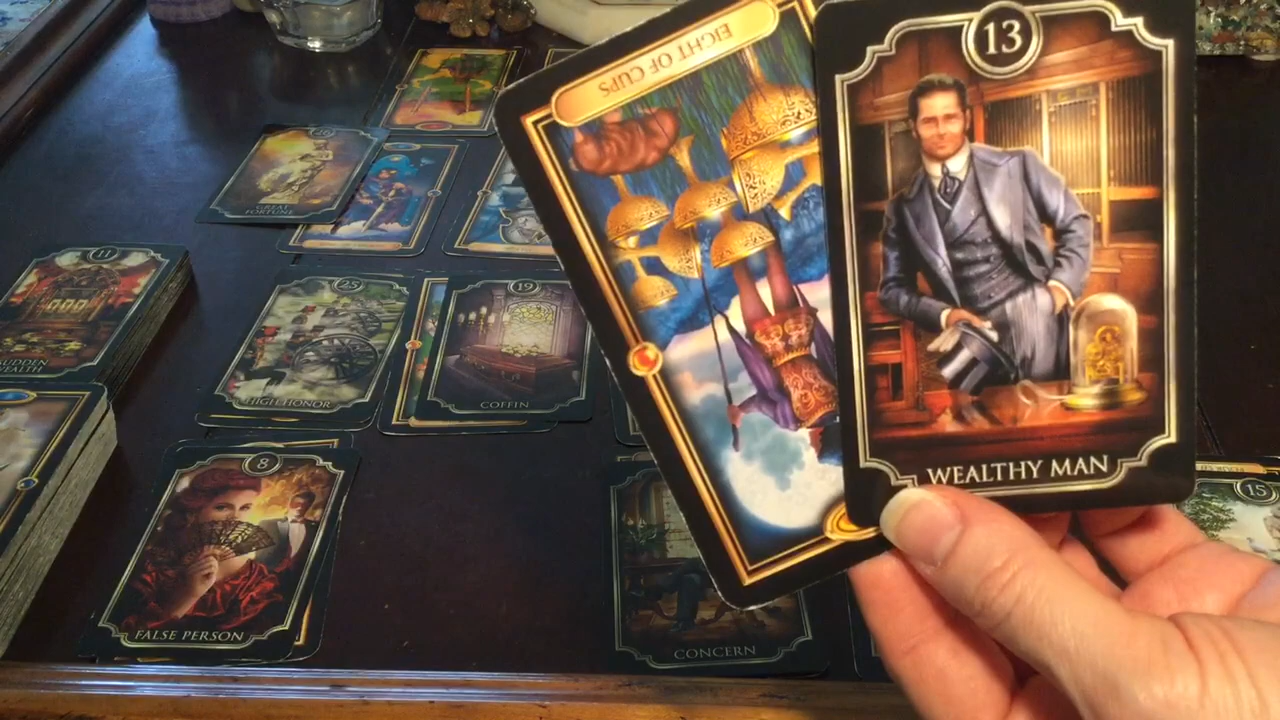 EIGHT OF CUPS
13
WEALTHY MAN
26
GREAT
FORTUNE
11
SUDDEN
WEALTH
25
HIGH HONOR
19
COFFIN
8
FALSE PERSON
CONCERN
15